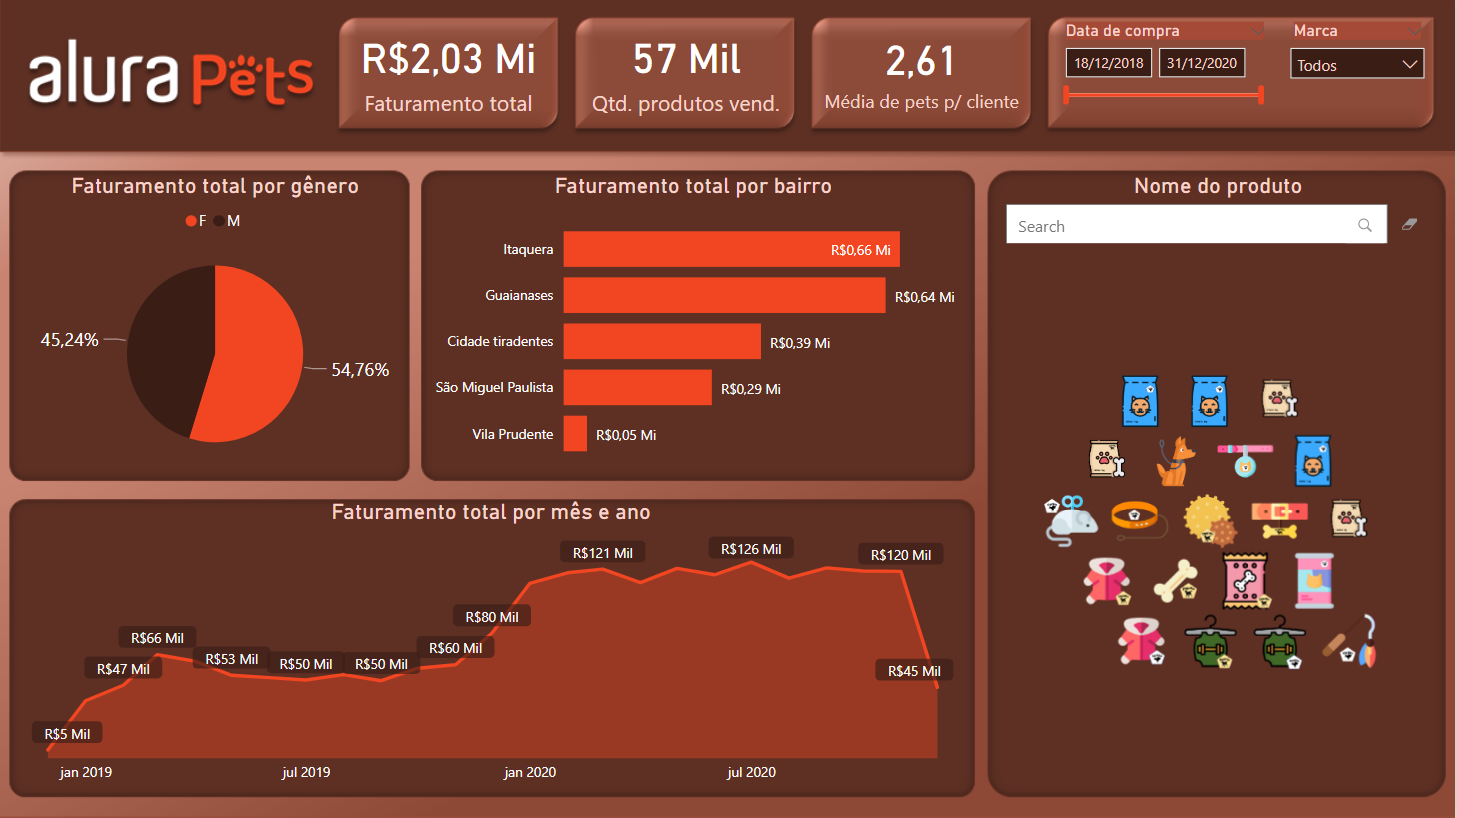 alura Pets
R$2,03 Mi
Faturamento total
57 Mil
Qtd. produtos vend.
2,61
Média de pets p/ cliente
Data de compra
18/12/2018
31/12/2020
Marca
Todos
Faturamento total por gênero
F M
45,24%
54,76%
Faturamento total por bairro
Itaquera R$0,66 Mi
Guaianases R$0,64 Mi
Cidade tiradentes R$0,39 Mi
São Miguel Paulista R$0,29 Mi
Vila Prudente R$0,05 Mi
Nome do produto
Search
Faturamento total por mês e ano
R$5 Mil
R$47 Mil
R$66 Mil
R$53 Mil
R$50 Mil
R$50 Mil
R$60 Mil
R$80 Mil
R$121 Mil
R$126 Mil
R$120 Mil
R$45 Mil
jan 2019 jul 2019 jan 2020 jul 2020